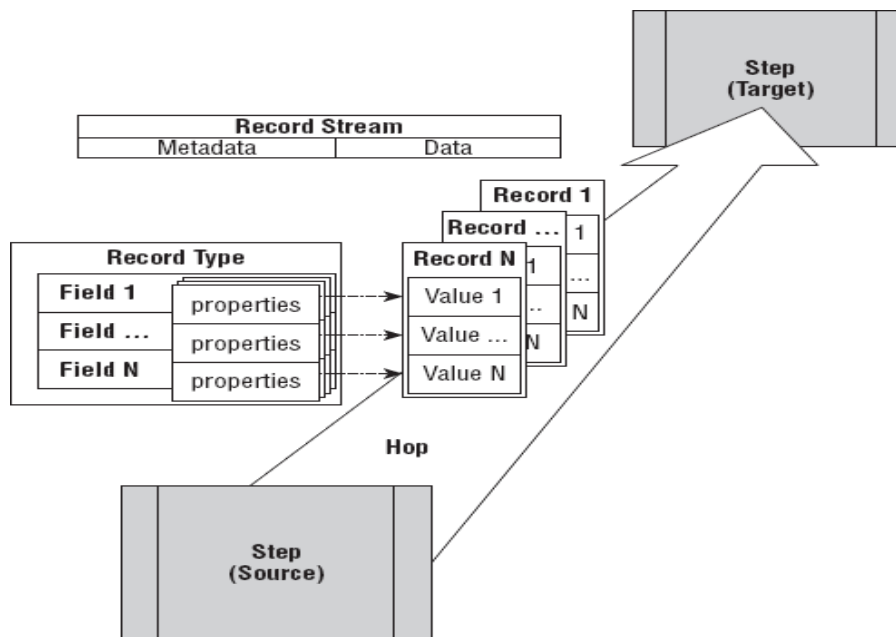 Step
(Target)
Record Stream
Metadata Data
Record 1
1
...
N
Record ...
1
..
N
Record N
Value 1
Value ...
Value N
Record Type
Field 1 properties
Field ... properties
Field N properties
Hop
Step
(Source)